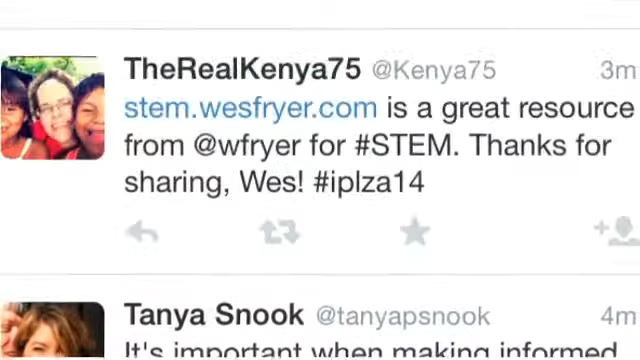 TheRealKenya75 @Kenya75 3m
stem.wesfryer.com is a great resource
from @wfryer for #STEM. Thanks for
sharing, Wes! #iplza14
Tanya Snook @tanyapsnook 4m
It's important when making informed